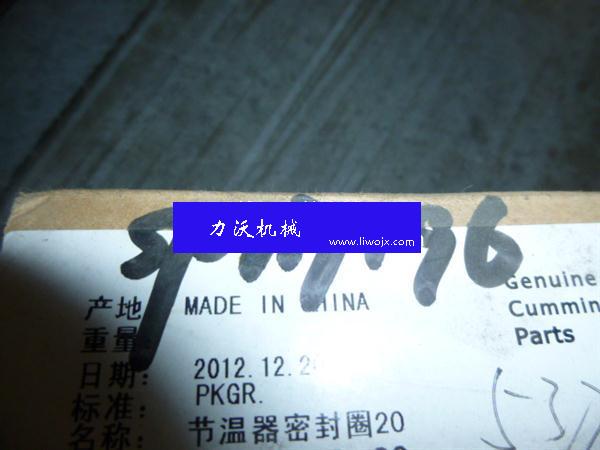 力沃机械
www.liwojx.com
产地 MADE IN CHINA
重量:
日期: 2012.12.2
标准: PKGR.
名称: 节温器密封圈20
Genuine
Cummin
Parts